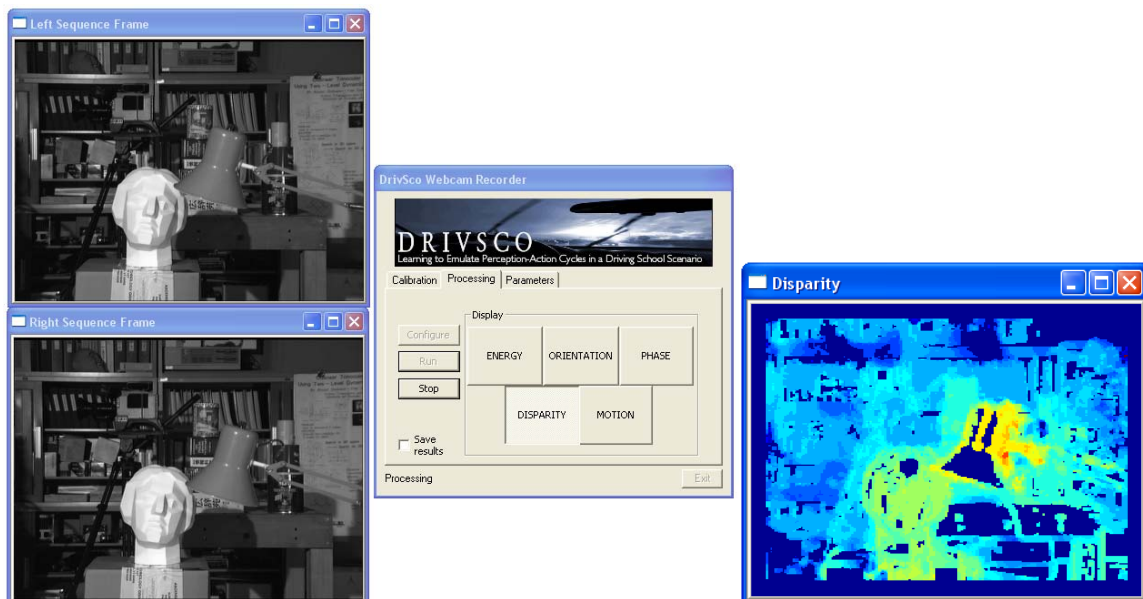 Left Sequence Frame
Right Sequence Frame
DrivSco Webcam Recorder
DRIVSCO
Learning to Emulate Perception-Action Cycles in a Driving School Scenario
Calibration
Processing
Parameters
Configure
Run
Stop
Save
results
Display
ENERGY
ORIENTATION
PHASE
DISPARITY
MOTION
Processing
Exit
Disparity